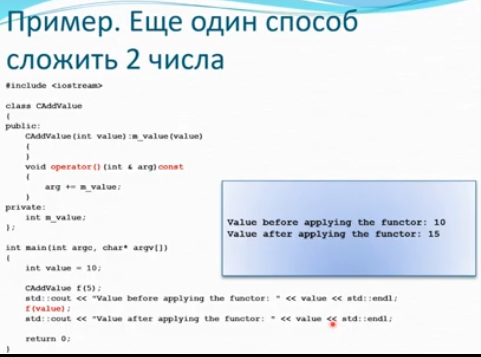 Пример. Еще один способ
сложить 2 числа
#include <iostream>
class CAddValue
{
public:
CAddValue(int value):m_value(value)
{
}
void operator()(int & arg)const
{
arg += m_value;
}
private:
int m_value;
};
int main(int argc, char* argv[])
{
int value = 10;
CAddValue f(5);
std::cout << "Value before applying the functor: " << value << std::endl;
f(value);
std::cout << "Value after applying the functor: " << value << std::endl;
return 0;
}
Value before applying the functor: 10
Value after applying the functor: 15